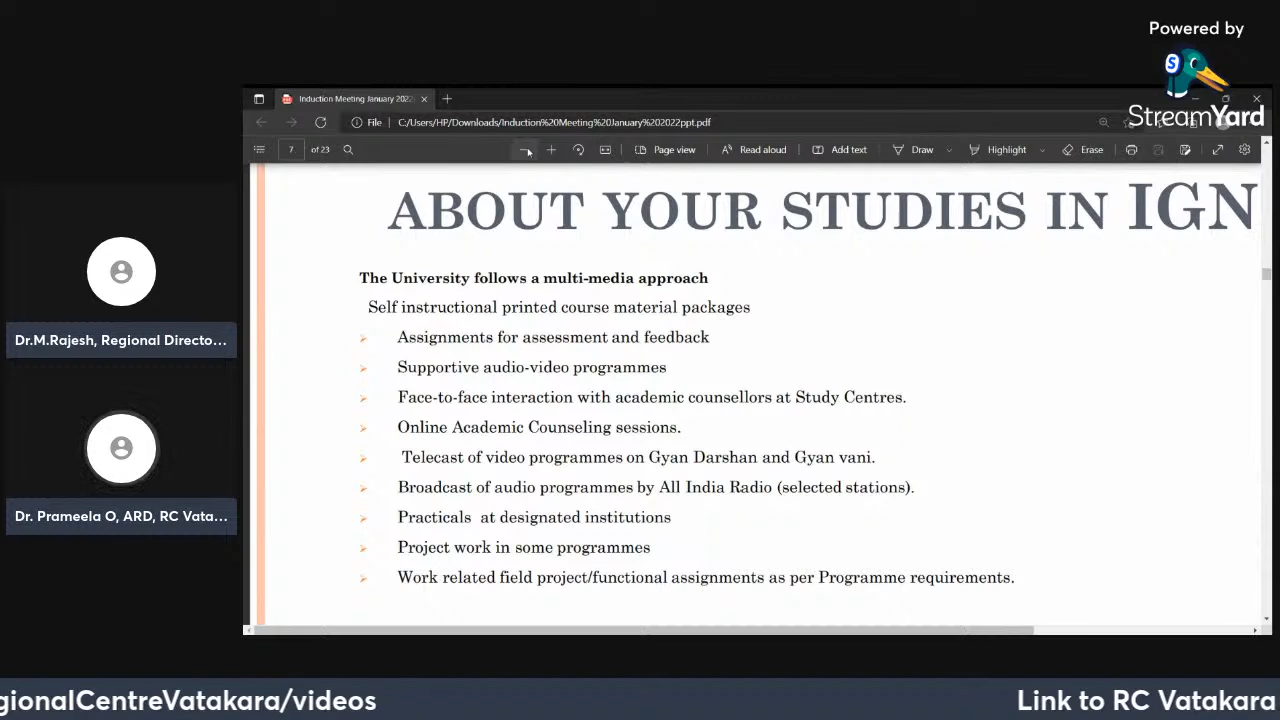 Powered by
StreamYard
Induction Meeting January 2022
File C:/Users/HP/Downloads/Induction%20Meeting%20January%202022ppt.pdf
7 of 23 Page view Read aloud Add text Draw Highlight Erase
ABOUT YOUR STUDIES IN IGN
The University follows a multi-media approach
Self instructional printed course material packages
Assignments for assessment and feedback
Supportive audio-video programmes
Face-to-face interaction with academic counsellors at Study Centres.
Online Academic Counseling sessions.
Telecast of video programmes on Gyan Darshan and Gyan vani.
Broadcast of audio programmes by All India Radio (selected stations).
Practicals at designated institutions
Project work in some programmes
Work related field project/functional assignments as per Programme requirements.
Dr.M.Rajesh, Regional Directo...
Dr. Prameela O, ARD, RC Vata...
gionalCentreVatakara/videos Link to RC Vatakara